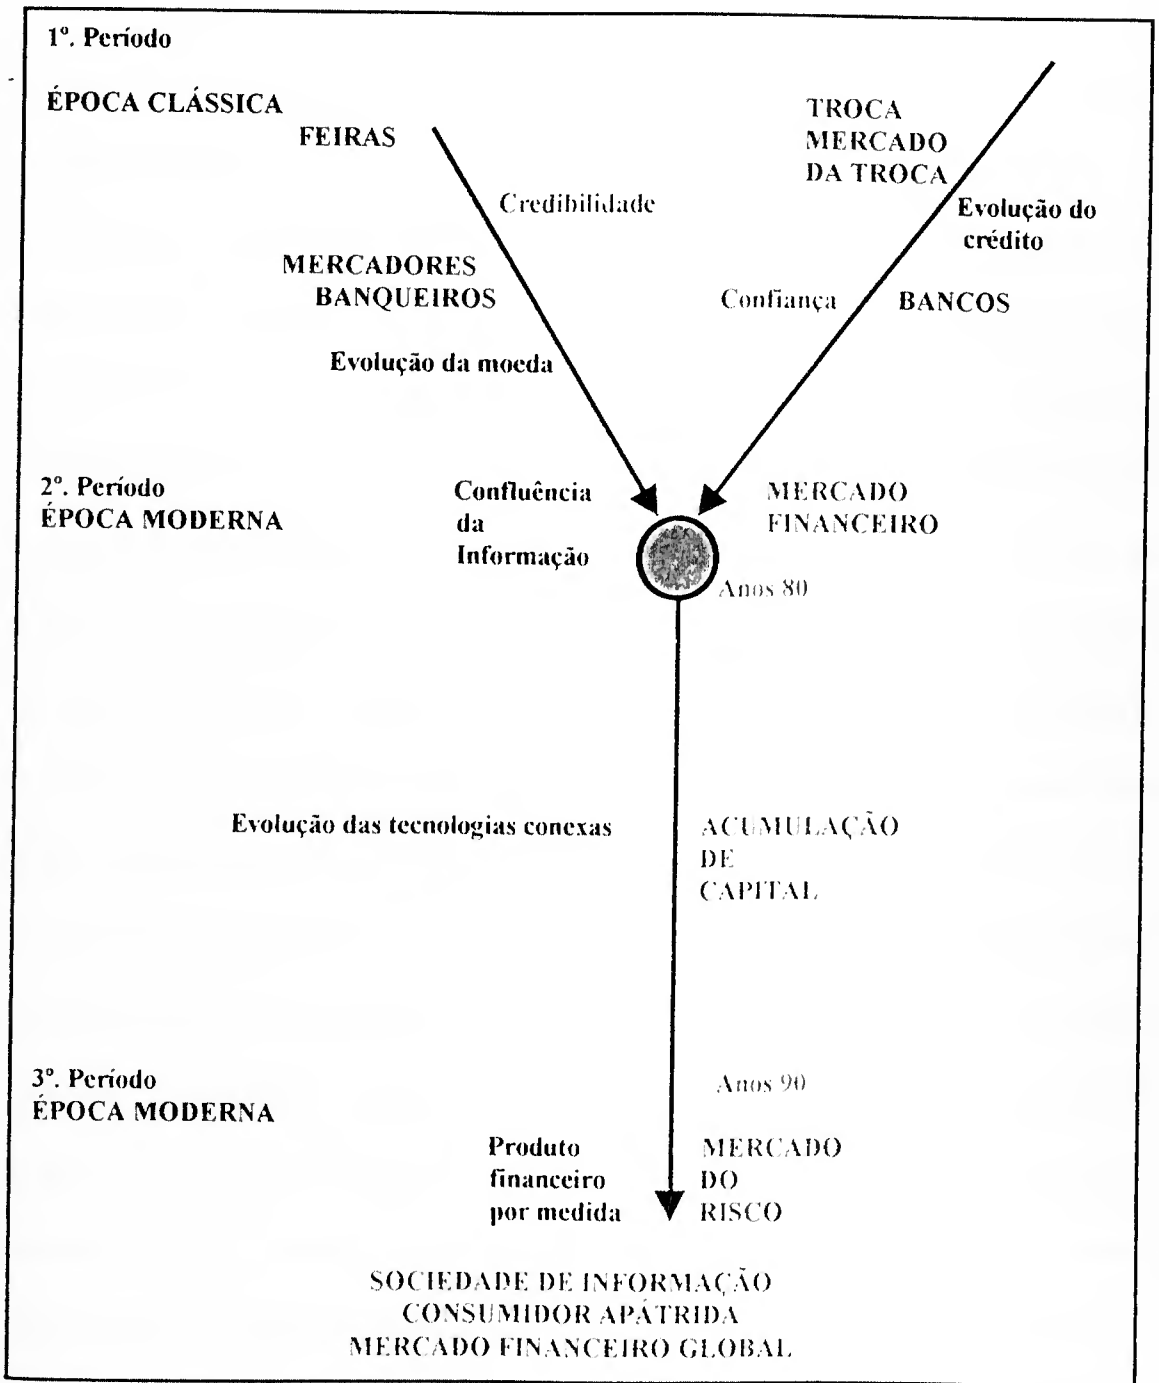 1º. Período
ÉPOCA CLÁSSICA
FEIRAS
TROCA
MERCADO
DA TROCA
Credibilidade
Evolução do
crédito
MERCADORES
BANQUEIROS
Confiança
BANCOS
Evolução da moeda
2º. Período
ÉPOCA MODERNA
Confluência
da
Informação
MERCADO
FINANCEIRO
Anos 80
Evolução das tecnologias conexas
ACUMULAÇÃO
DE
CAPITAL
3º. Período
ÉPOCA MODERNA
Anos 90
Produto
financeiro
por medida
MERCADO
DO
RISCO
SOCIEDADE DE INFORMAÇÃO
CONSUMIDOR APÁTRIDA
MERCADO FINANCEIRO GLOBAL